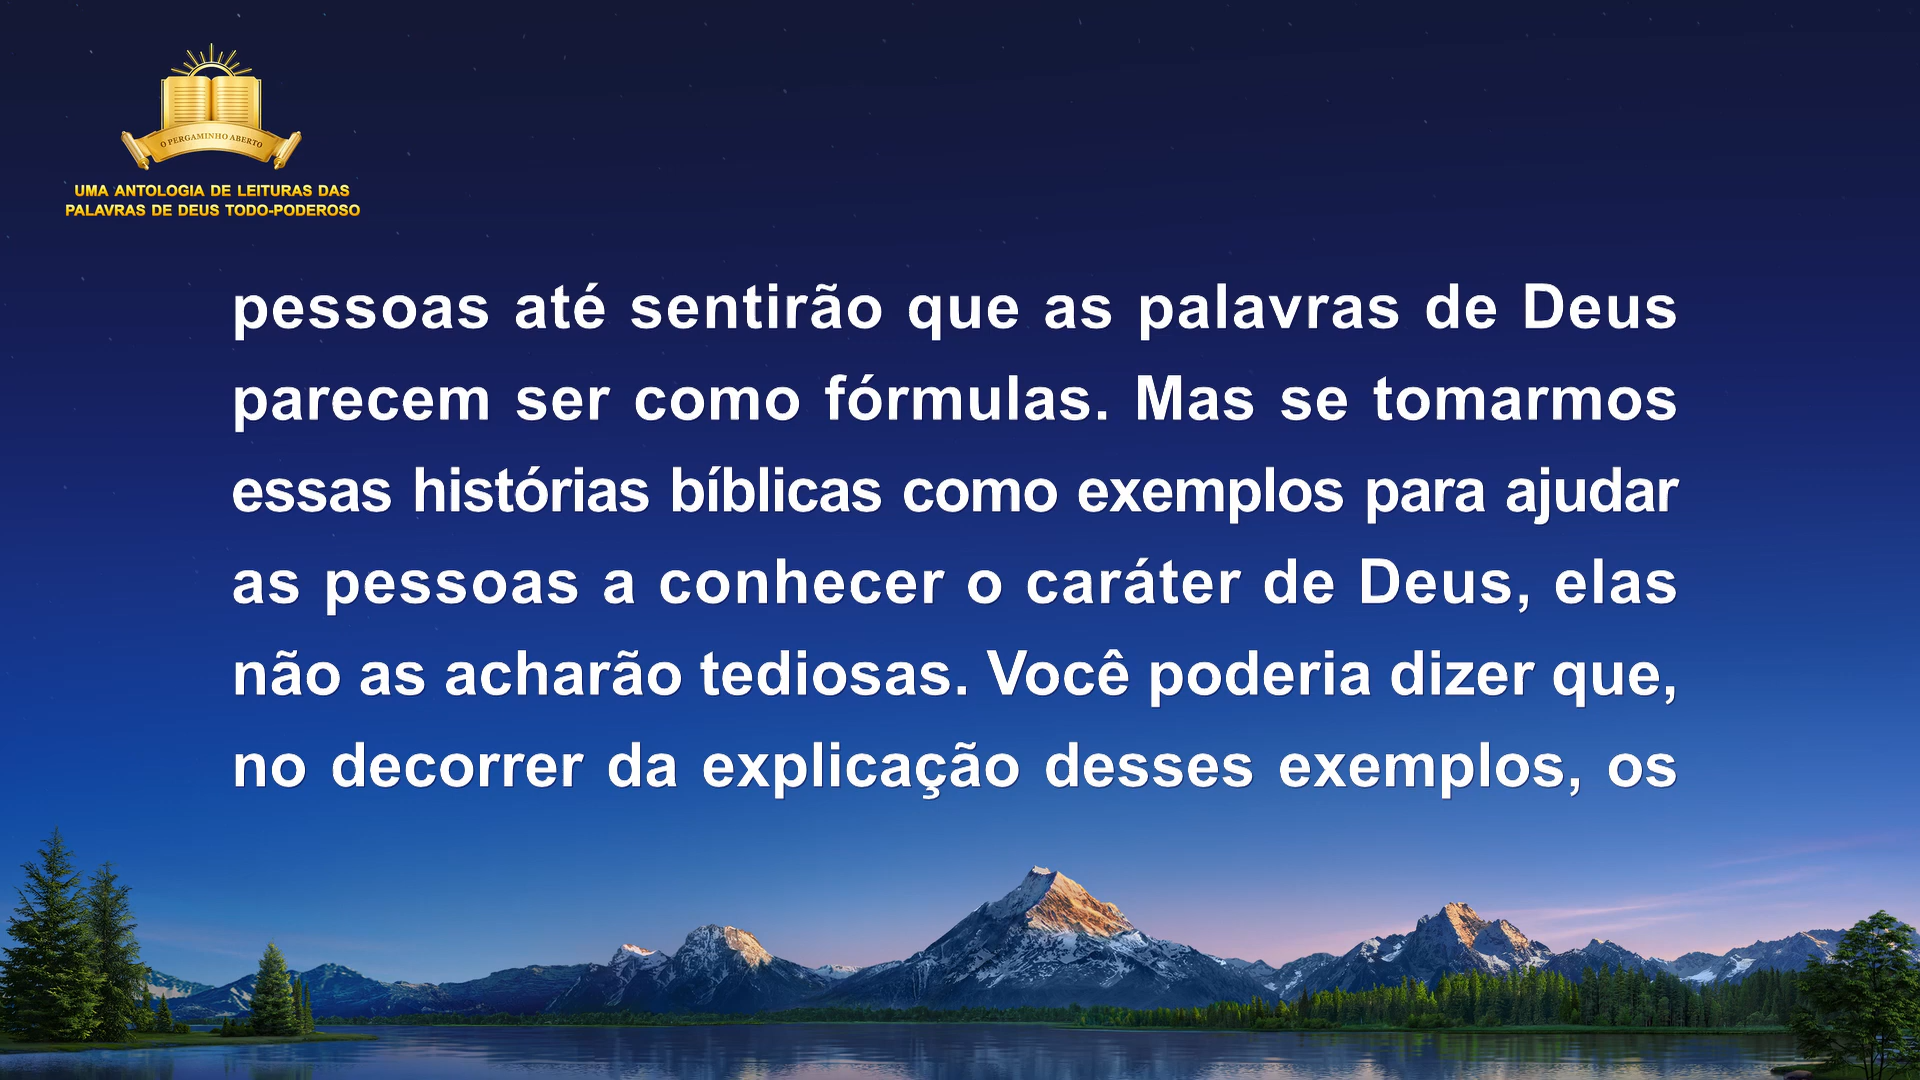 O PERGAMINHO ABERTO
UMA ANTOLOGIA DE LEITURAS DAS
PALAVRAS DE DEUS TODO-PODEROSO
pessoas até sentirão que as palavras de Deus
parecem ser como fórmulas. Mas se tomarmos
essas histórias bíblicas como exemplos para ajudar
as pessoas a conhecer o caráter de Deus, elas
não as acharão tediosas. Você poderia dizer que,
no decorrer da explicação desses exemplos, os